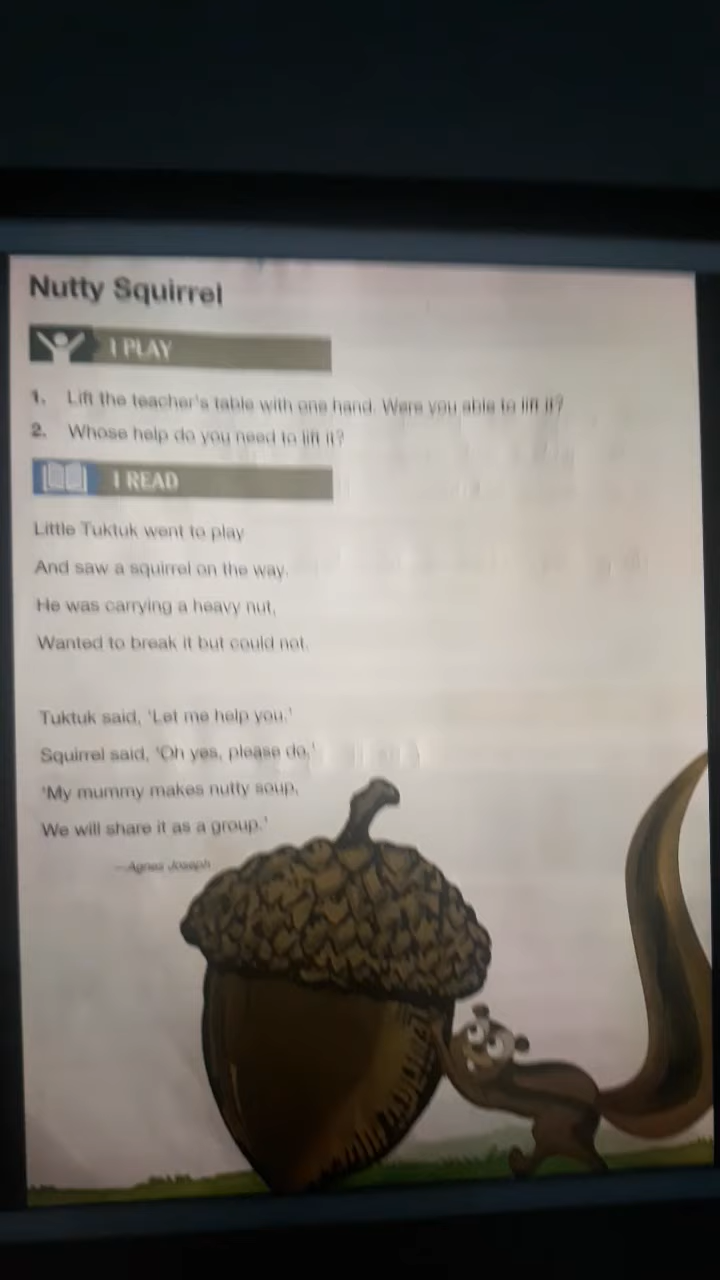 Nutty Squirrel
I PLAY
1. Lift the teacher's table with one hand. Were you able to lift it?
2. Whose help do you need to lift it?
I READ
Little Tuktuk went to play
And saw a squirrel on the way.
He was carrying a heavy nut,
Wanted to break it but could not.
Tuktuk said, 'Let me help you.'
Squirrel said, 'Oh yes, please do,'
'My mummy makes nutty soup,
We will share it as a group.'
—Agnes Joseph